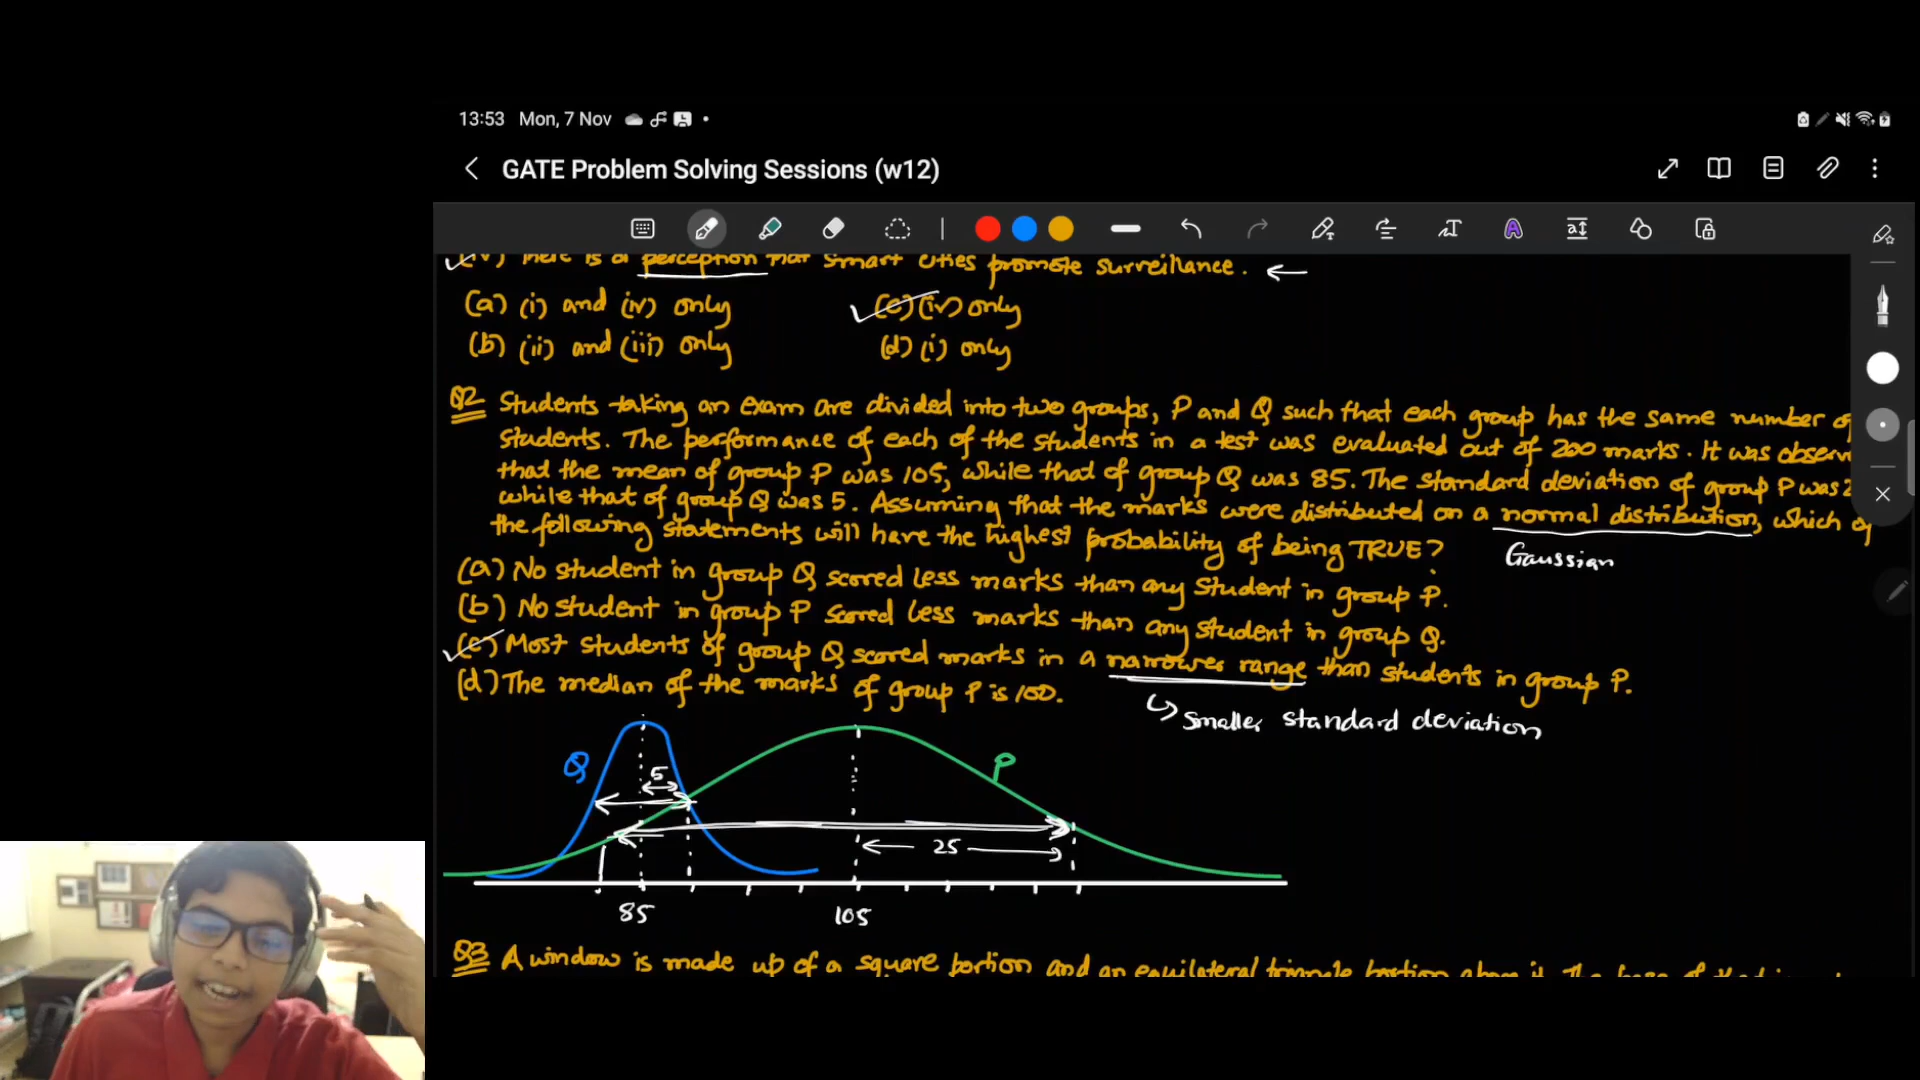 13:53 Mon, 7 Nov
GATE Problem Solving Sessions (w12)
(iv) There is a perception that smart cities promote surveillance. ←
(a) (i) and (iv) only
(c) (iv) only
(b) (ii) and (iii) only
(d) (i) only
Q2 Students taking an exam are divided into two groups, P and Q such that each group has the same number of
students. The performance of each of the students in a test was evaluated out of 200 marks. It was observ
that the mean of group P was 105, while that of group Q was 85. The standard deviation of group P was 2
while that of group Q was 5. Assuming that the marks were distributed on a normal distribution, which of
the following statements will have the highest probability of being TRUE?
Gaussian
(a) No student in group Q scored less marks than any student in group P.
(b) No student in group P scored less marks than any student in group Q.
(c) Most students of group Q scored marks in a narrower range than students in group P.
(d) The median of the marks of group P is 100.
↳ Smaller standard deviation
Q
5
P
25
85
105
Q3 A window is made up of a square portion and an equilateral triangle portion above it. The base of